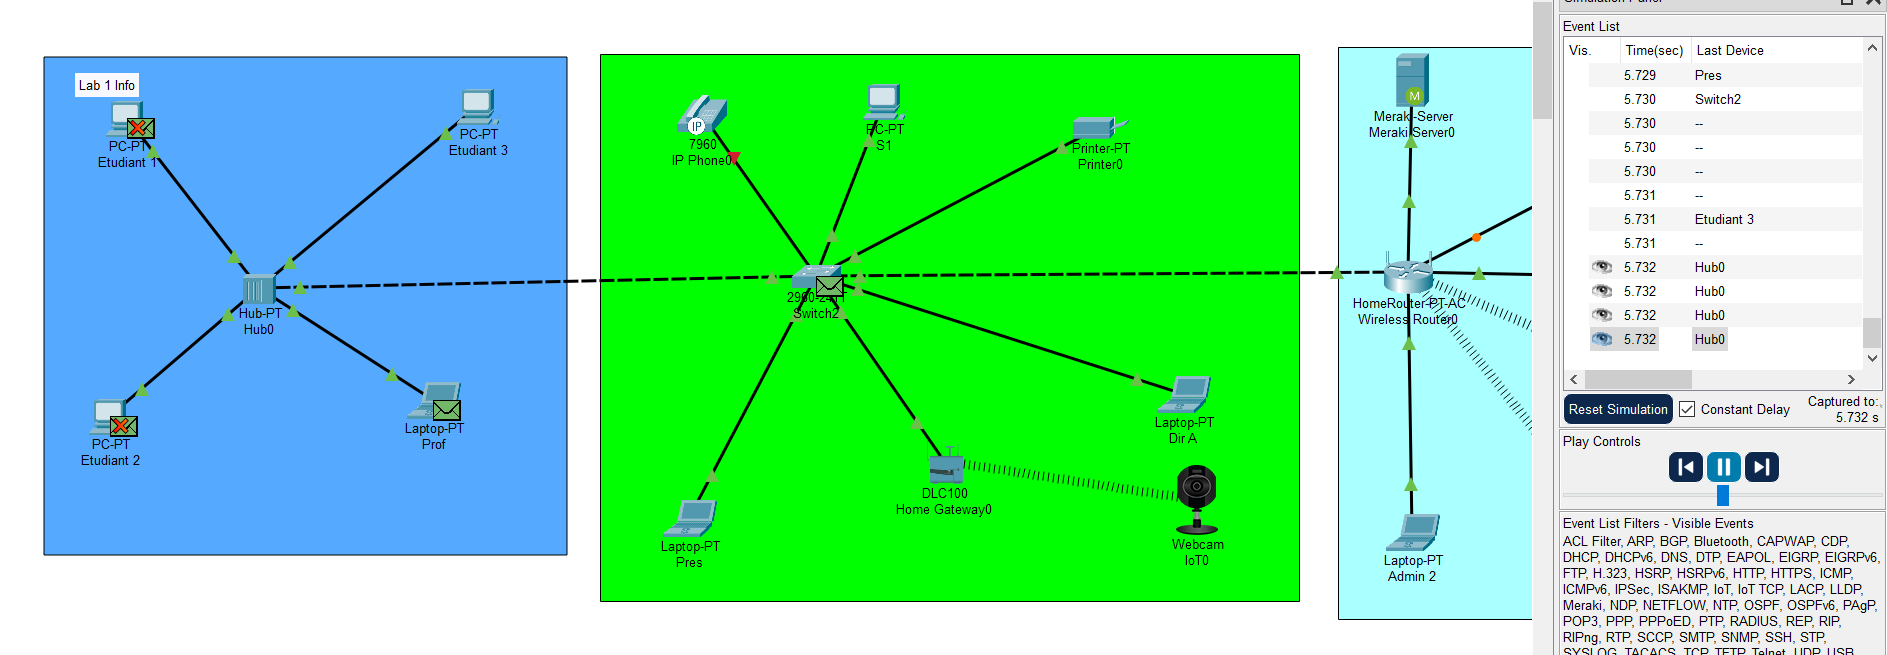 Simulation Panel
Event List
Vis. Time(sec) Last Device
5.729 Pres
5.730 Switch2
5.730 --
5.730 --
5.730 --
5.731 --
5.731 Etudiant 3
5.731 --
5.732 Hub0
5.732 Hub0
5.732 Hub0
5.732 Hub0
Reset Simulation Constant Delay Captured to:
5.732 s
Play Controls
Event List Filters - Visible Events
ACL Filter, ARP, BGP, Bluetooth, CAPWAP, CDP,
DHCP, DHCPv6, DNS, DTP, EAPOL, EIGRP, EIGRPv6,
FTP, H.323, HSRP, HSRPv6, HTTP, HTTPS, ICMP,
ICMPv6, IPSec, ISAKMP, IoT, IoT TCP, LACP, LLDP,
Meraki, NDP, NETFLOW, NTP, OSPF, OSPFv6, PAgP,
POP3, PPP, PPPoED, PTP, RADIUS, REP, RIP,
RIPng, RTP, SCCP, SMTP, SNMP, SSH, STP,
SYSLOG, TACACS, TCP, TFTP, Telnet, UDP, USB
Lab 1 Info
PC-PT
Etudiant 1
PC-PT
Etudiant 3
Hub-PT
Hub0
PC-PT
Etudiant 2
Laptop-PT
Prof
IP
7960
IP Phone0
PC-PT
S1
Printer-PT
Printer0
2960-24TT
Switch2
Laptop-PT
Dir A
DLC100
Home Gateway0
Laptop-PT
Pres
Webcam
IoT0
M
Meraki-Server
Meraki Server0
HomeRouter-PT-AC
Wireless Router0
Laptop-PT
Admin 2